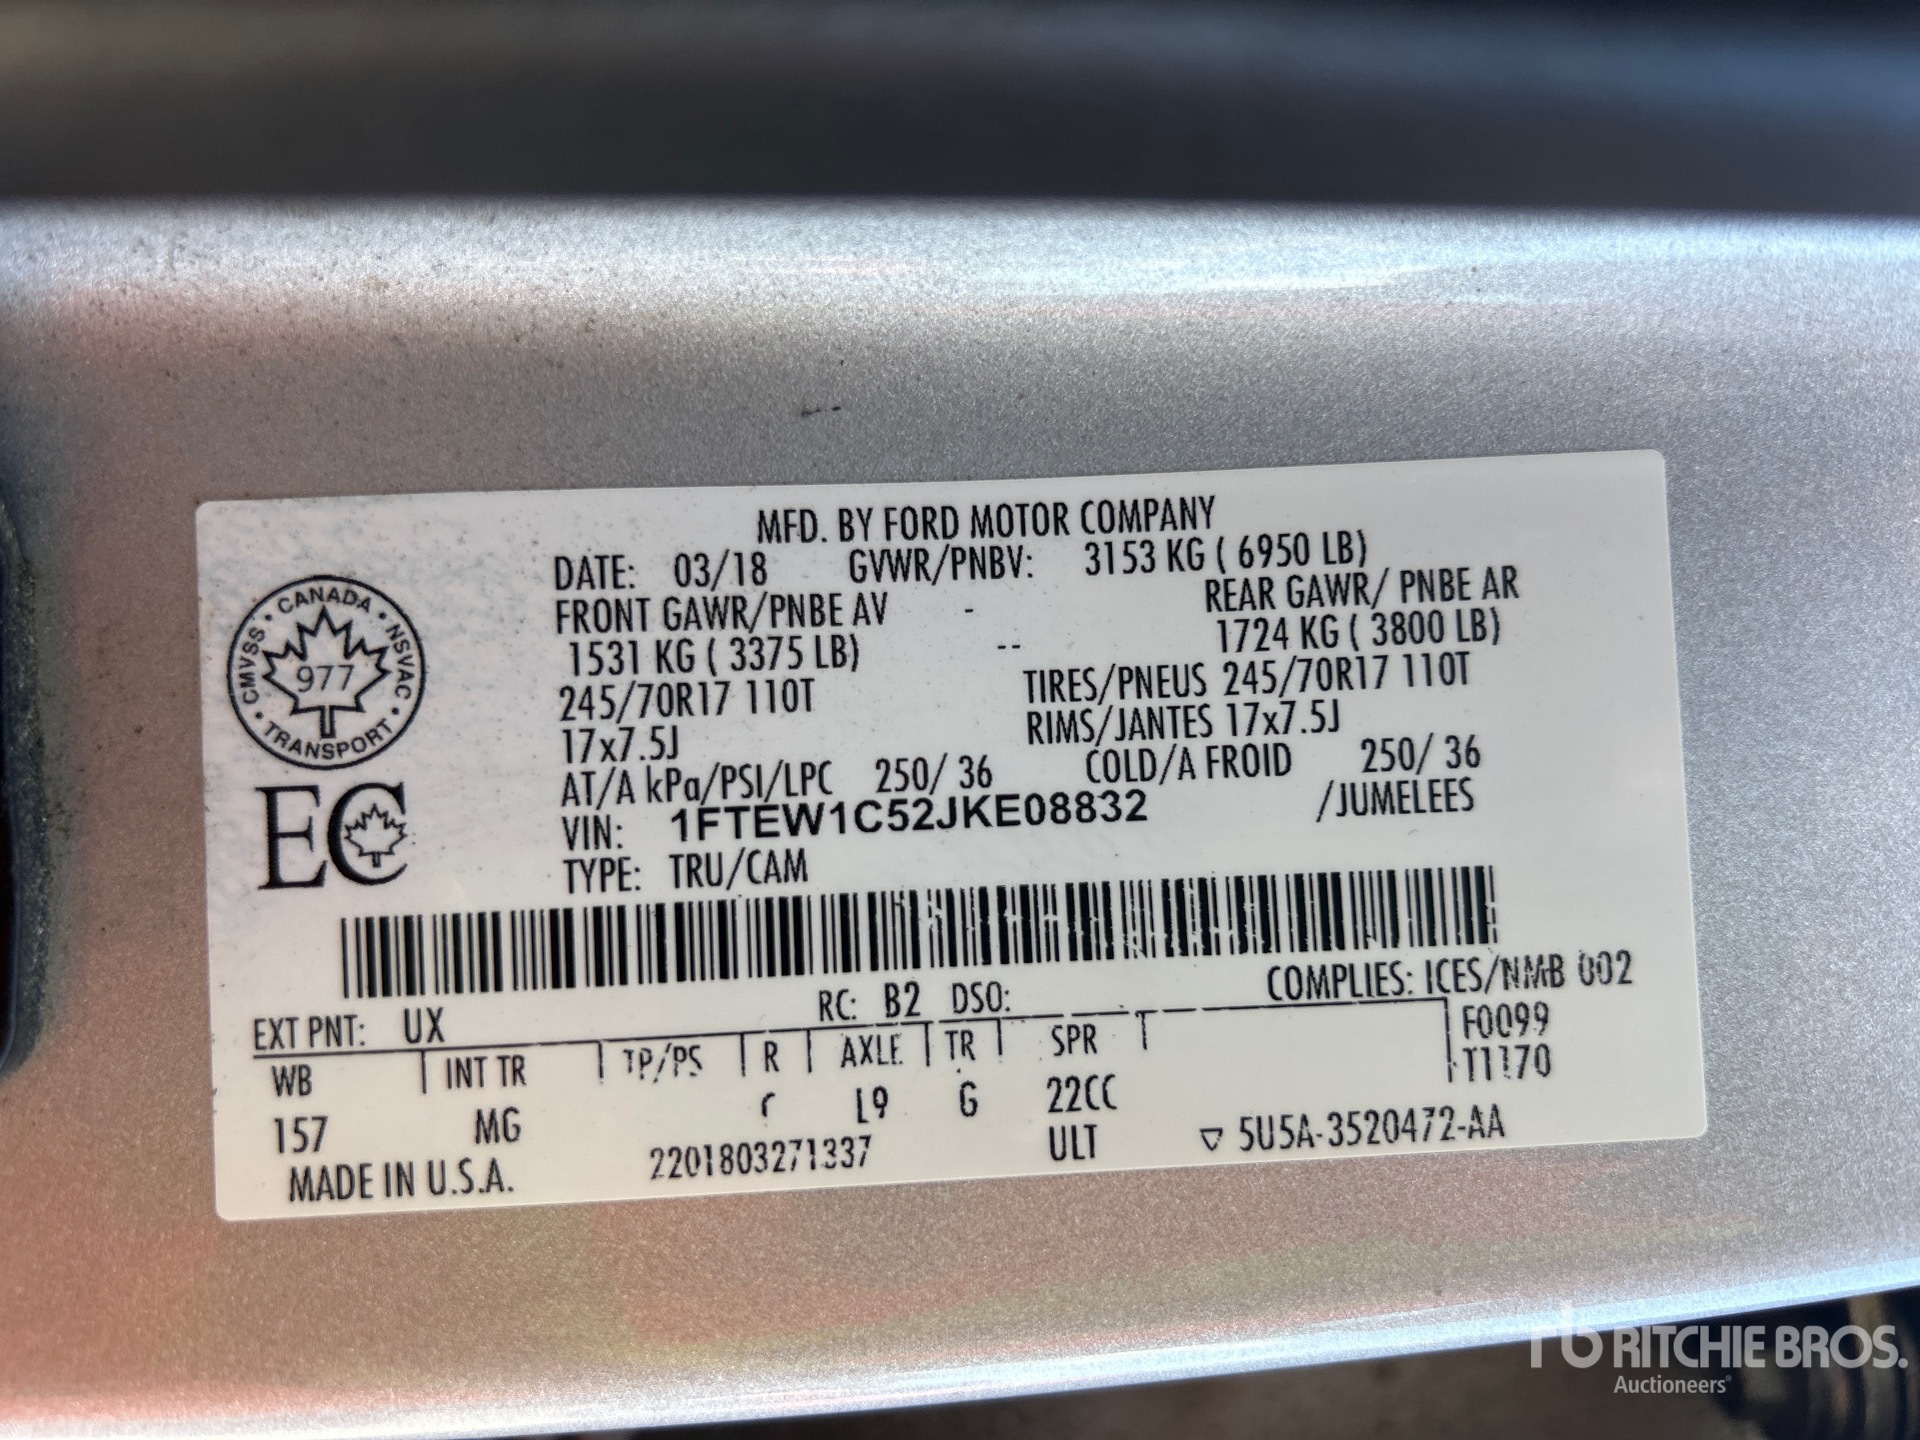 MFD. BY FORD MOTOR COMPANY
DATE: 03/18 GVWR/PNBV: 3153 KG ( 6950 LB)
FRONT GAWR/PNBE AV - REAR GAWR/ PNBE AR
1531 KG ( 3375 LB) -- 1724 KG ( 3800 LB)
245/70R17 110T TIRES/PNEUS 245/70R17 110T
17x7.5J RIMS/JANTES 17x7.5J
AT/A kPa/PSI/LPC 250/ 36 COLD/A FROID 250/ 36
VIN: 1FTEW1C52JKE08832 /JUMELEES
TYPE: TRU/CAM
CANADA • NSVAC • TRANSPORT • CMVSS •
977
EC
COMPLIES: ICES/NMB 002
EXT PNT: UX RC: B2 DSO:
WB INT TR TP/PS R AXLE TR SPR F0099
T1170
157 MG L9 G 22CC
ULT
MADE IN U.S.A. 2201803271337 5U5A-3520472-AA
rb RITCHIE BROS.
Auctioneers